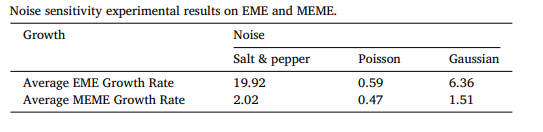 Noise sensitivity experimental results on EME and MEME.
Growth Noise
Salt & pepper Poisson Gaussian
Average EME Growth Rate 19.92 0.59 6.36
Average MEME Growth Rate 2.02 0.47 1.51